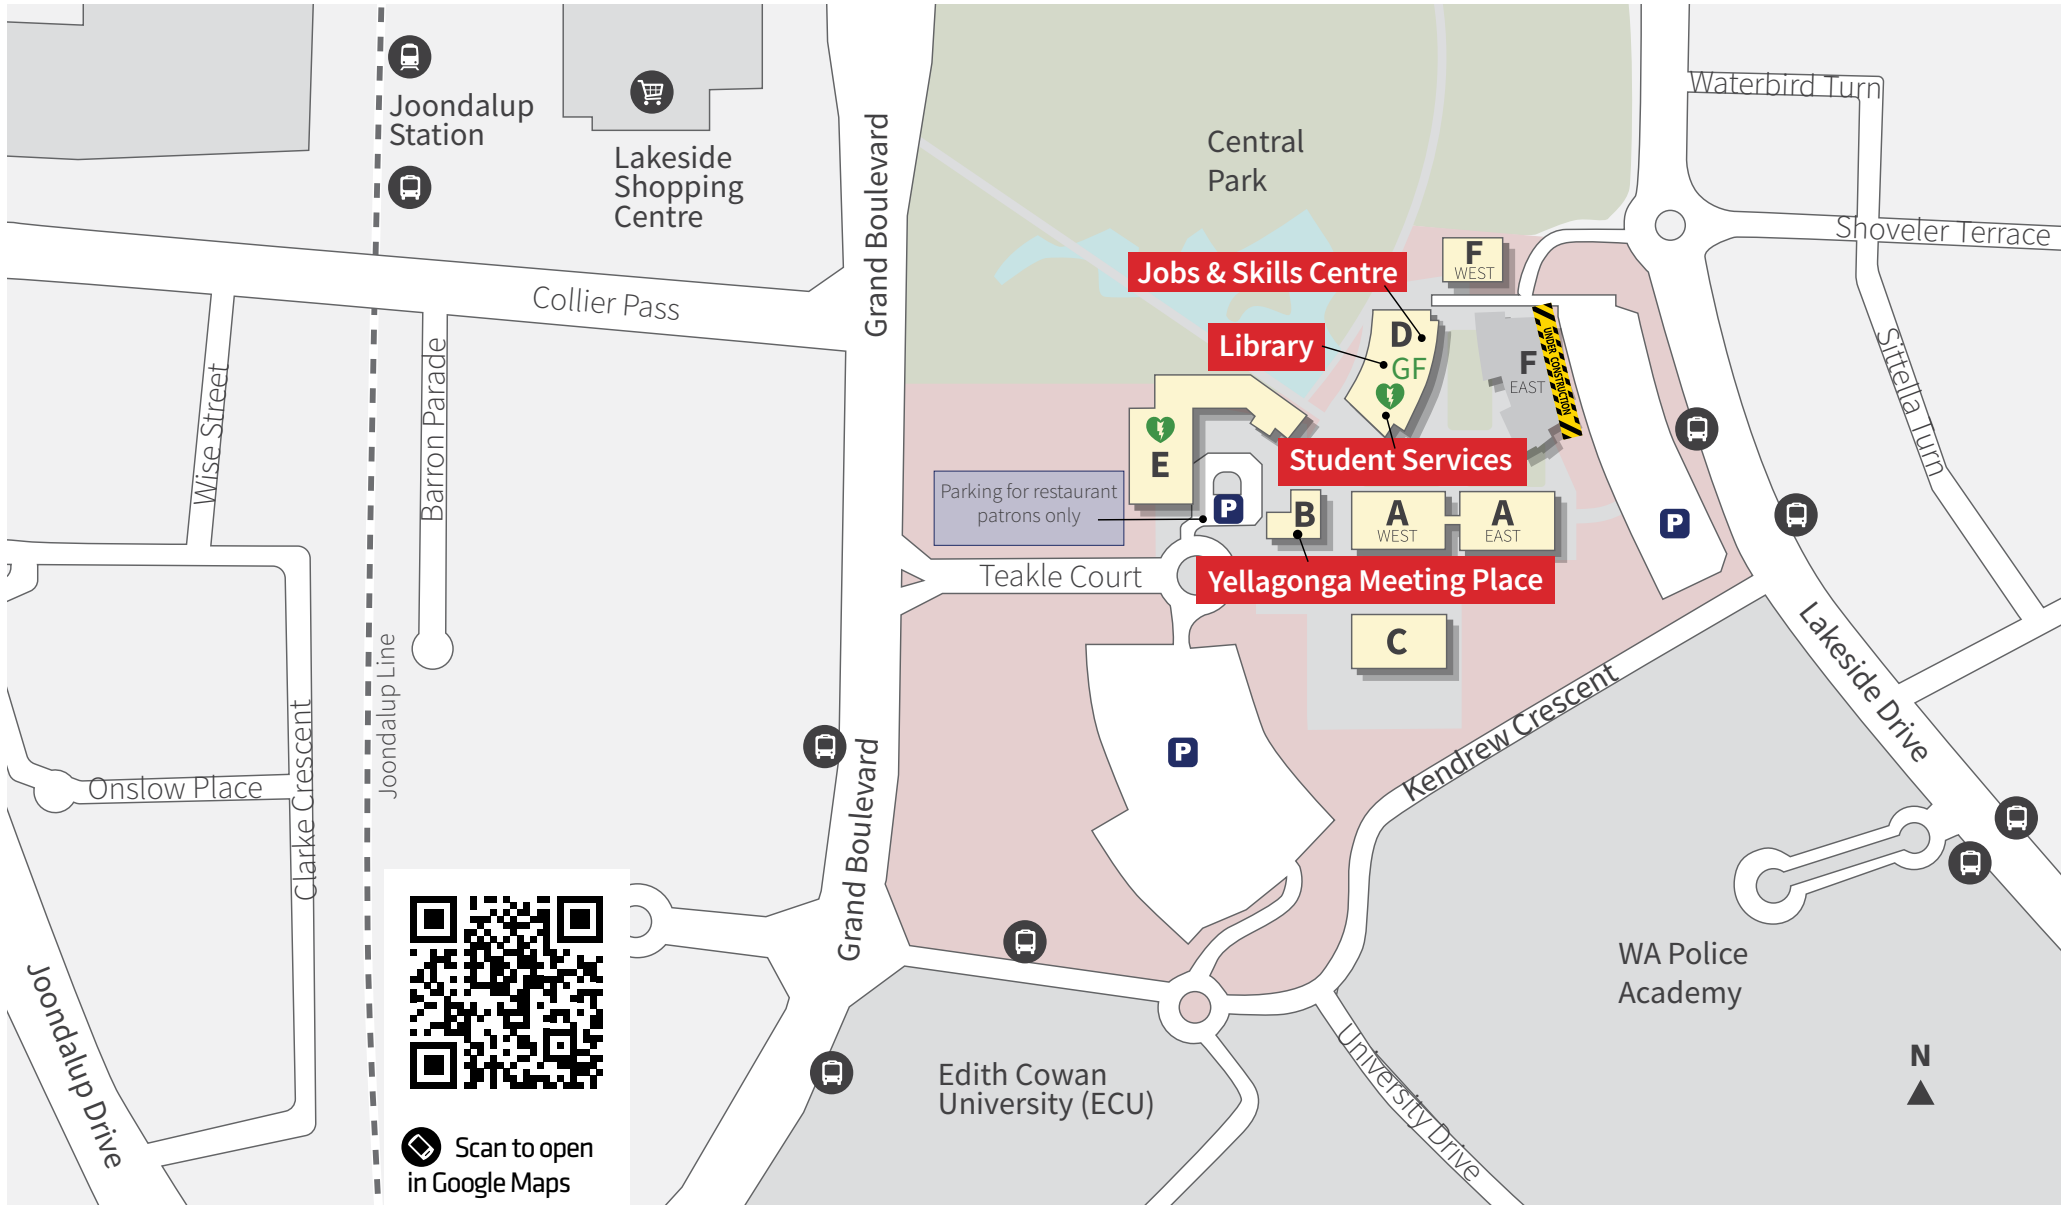 Joondalup
Station
Lakeside
Shopping
Centre
Grand Boulevard
Central
Park
Waterbird Turn
Shoveler Terrace
Sittella Turn
Collier Pass
Wise Street
Barron Parade
Jobs & Skills Centre
F
WEST
Library
D
GF
F
EAST
UNDER CONSTRUCTION
E
Student Services
Parking for restaurant
patrons only
P
B
A
WEST
A
EAST
P
Teakle Court
Yellagonga Meeting Place
C
Joondalup Line
Clarke Crescent
Onslow Place
Grand Boulevard
P
Kendrew Crescent
Lakeside Drive
WA Police
Academy
Joondalup Drive
Edith Cowan
University (ECU)
University Drive
N
Scan to open
in Google Maps